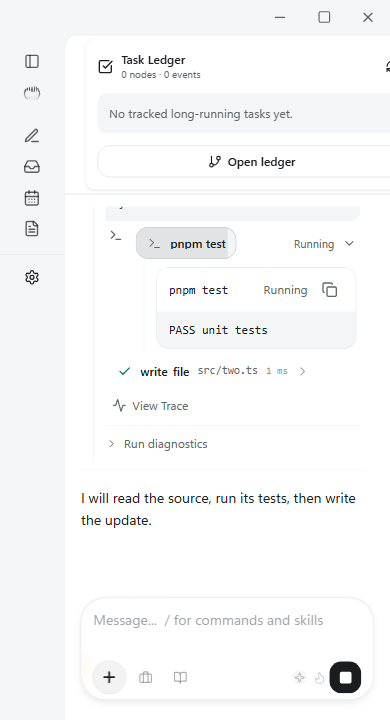 Task Ledger
0 nodes · 0 events
No tracked long-running tasks yet.
Open ledger
pnpm test Running
pnpm test Running
PASS unit tests
write file src/two.ts 1 ms
View Trace
Run diagnostics
I will read the source, run its tests, then write
the update.
Message... / for commands and skills